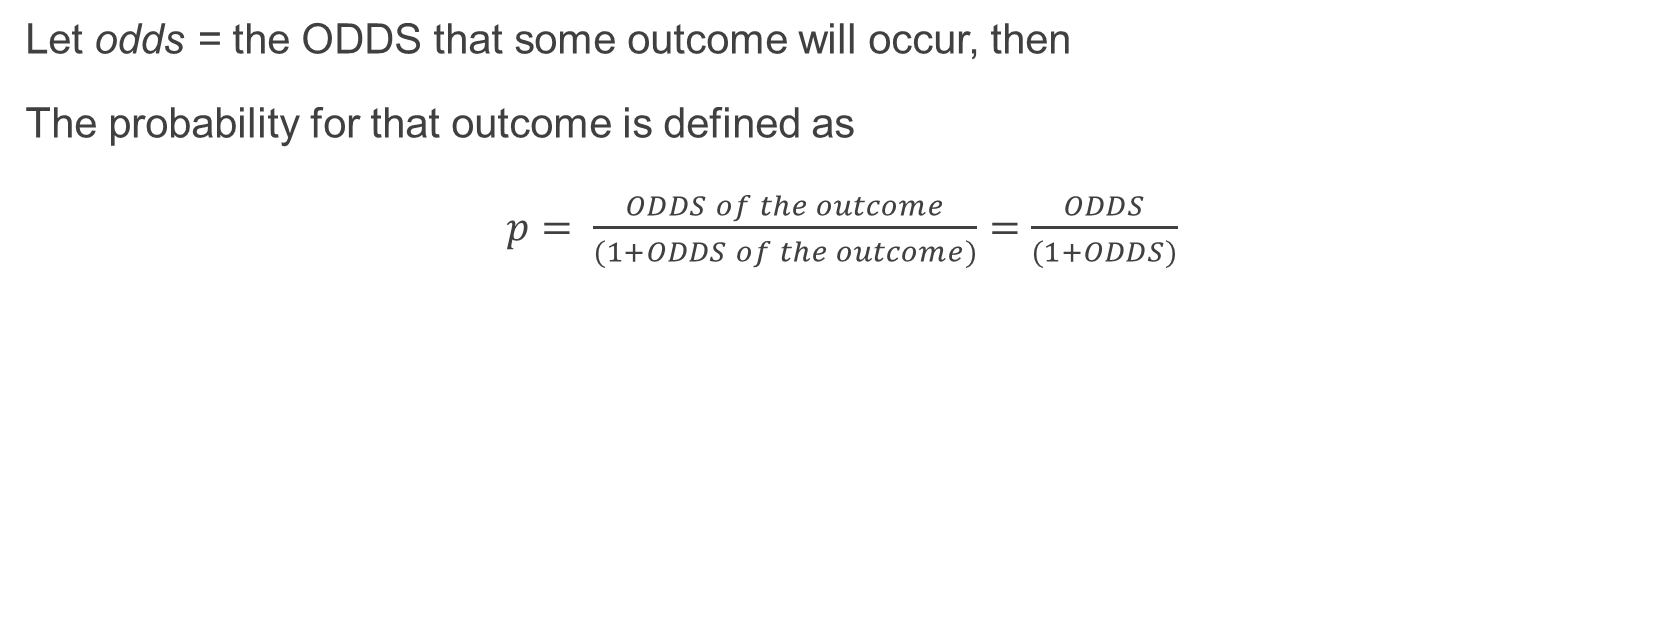 Let odds = the ODDS that some outcome will occur, then
The probability for that outcome is defined as
p = ODDS of the outcome / (1+ODDS of the outcome) = ODDS / (1+ODDS)